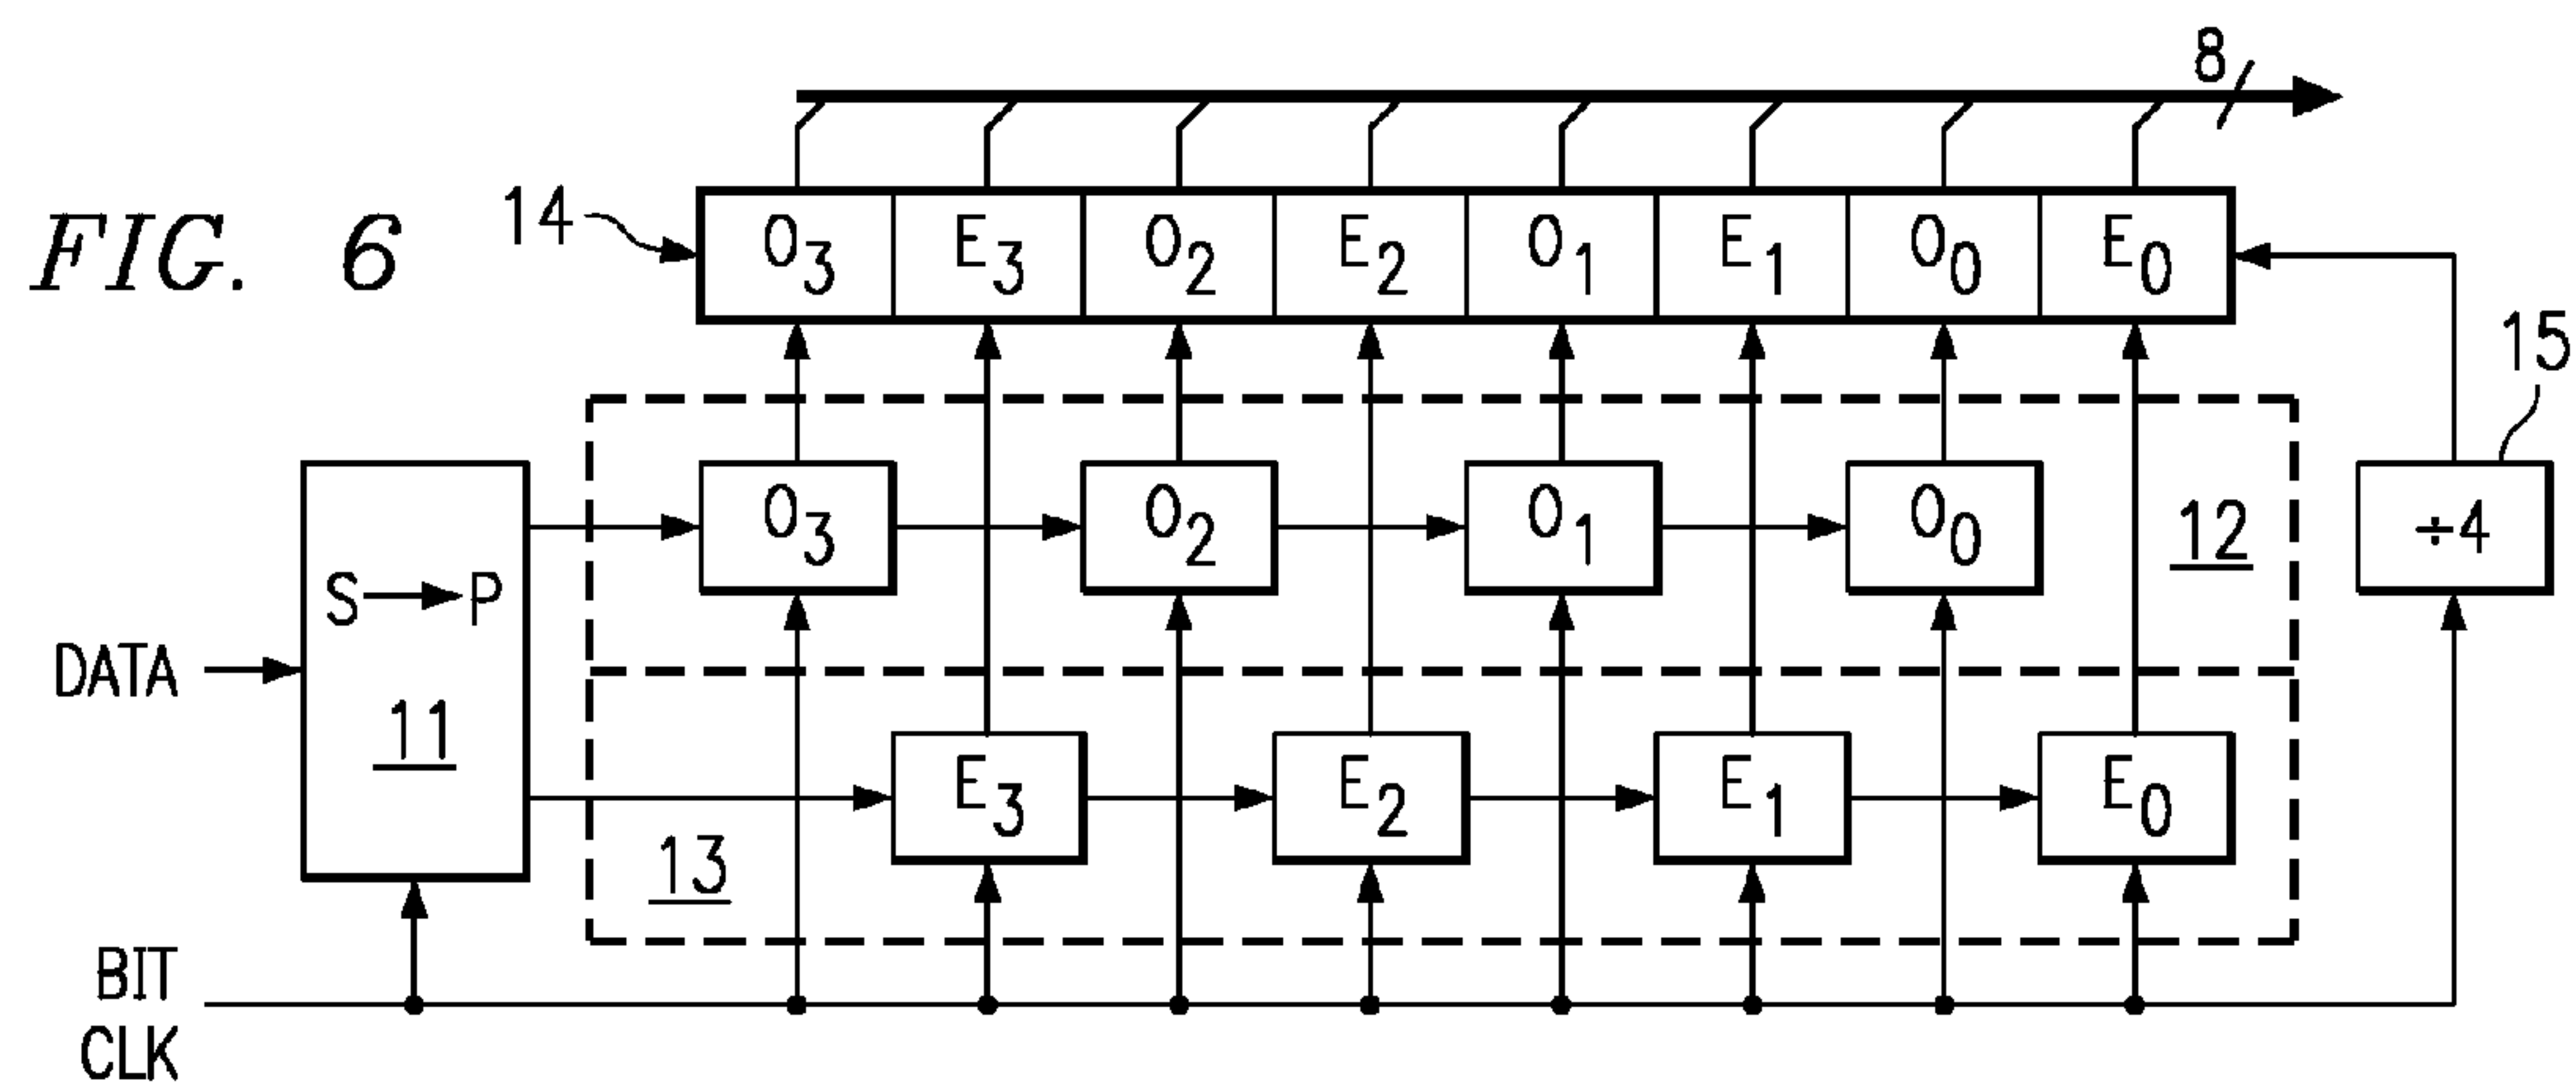 8
FIG. 6
14
O3 E3 O2 E2 O1 E1 O0 E0
15
O3 O2 O1 O0
12
÷4
S P
DATA
11
E3 E2 E1 E0
13
BIT
CLK